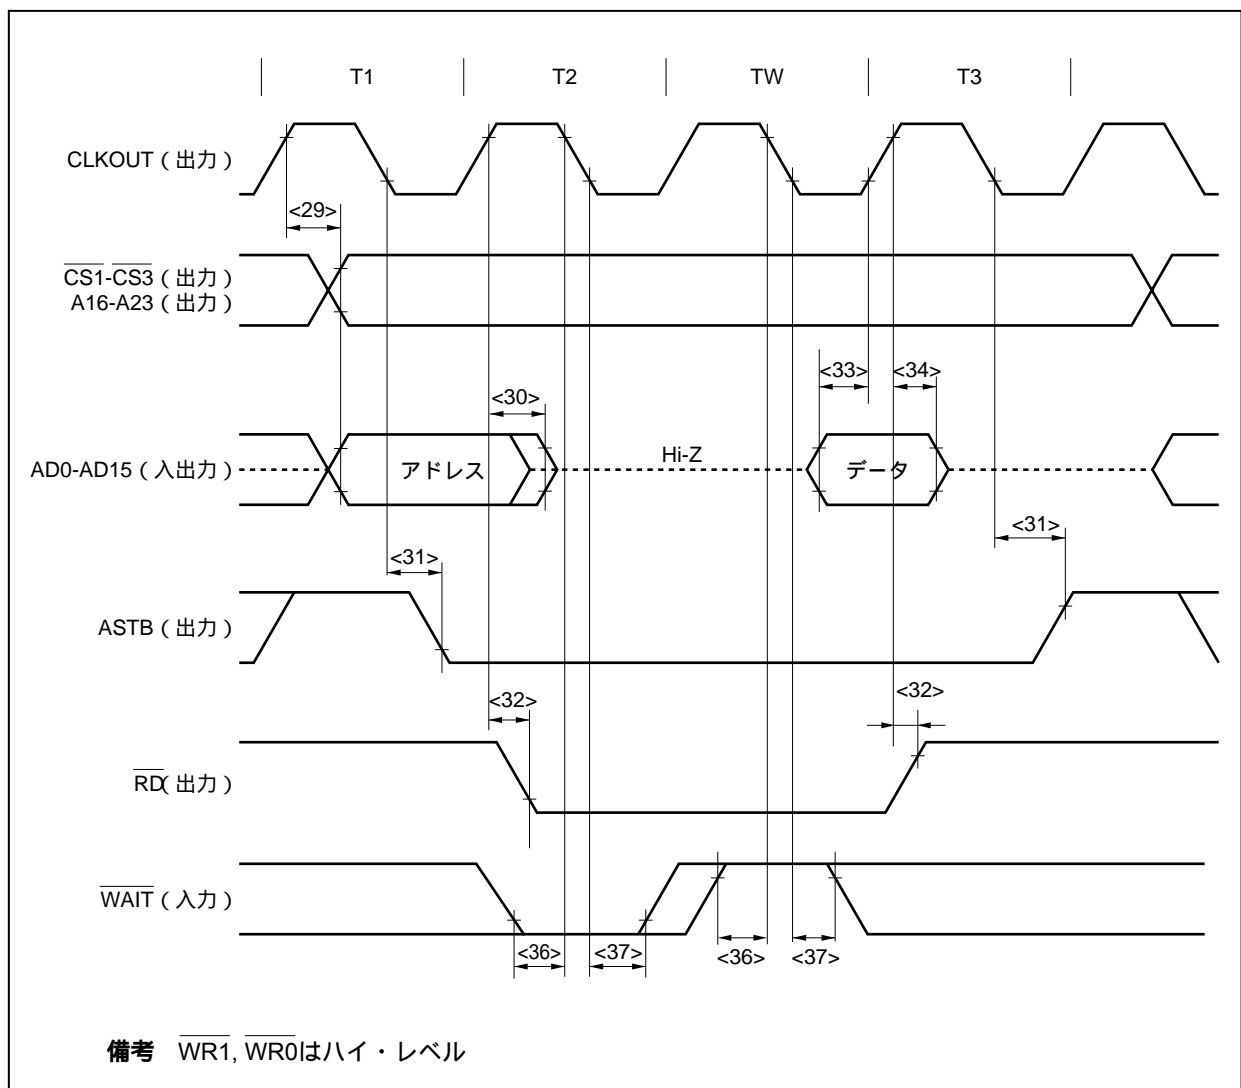 T1 T2 TW T3
CLKOUT（出力）
<29>
CS1-CS3（出力）
A16-A23（出力）
<33> <34>
<30>
AD0-AD15（入出力） アドレス Hi-Z データ
<31>
<31>
ASTB（出力）
<32> <32>
RD（出力）
WAIT（入力）
<36> <37> <36> <37>
備考 WR1, WR0はハイ・レベル